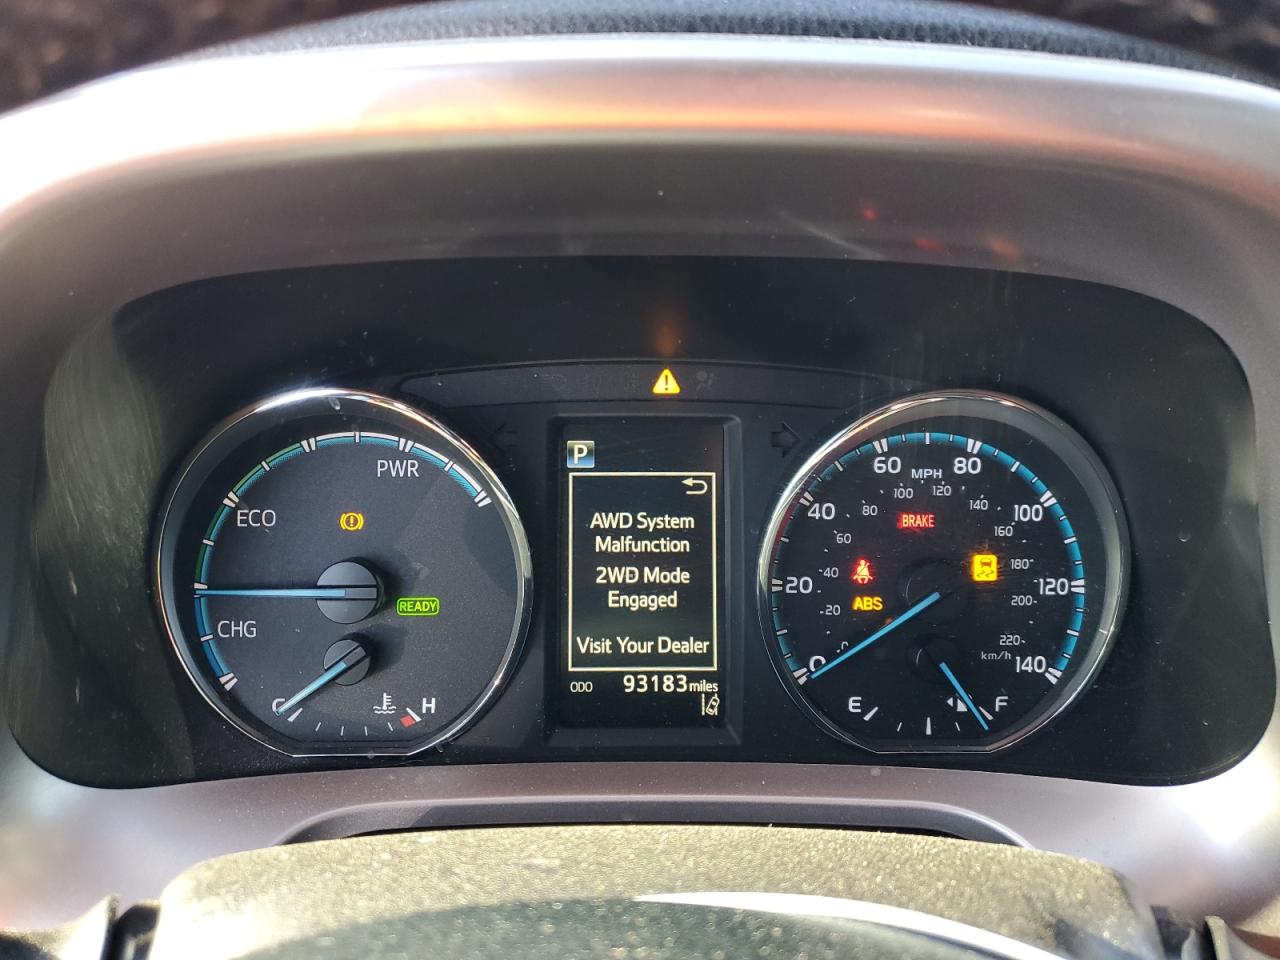 PWR
ECO
CHG
READY
C
H
P
AWD System
Malfunction
2WD Mode
Engaged
Visit Your Dealer
ODO 93183 miles
MPH
0
20
40
60
80
100
120
140
20
40
60
80
100
120
140
160
180
200
220
km/h
BRAKE
ABS
E
F